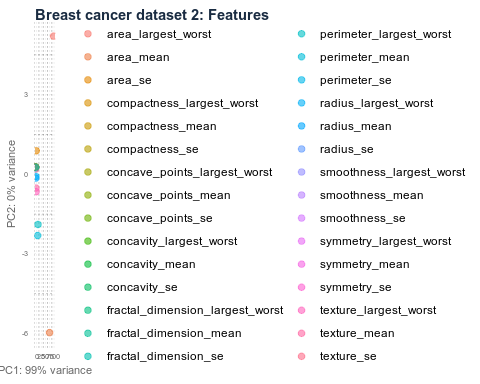 Breast cancer dataset 2: Features
area_largest_worst
area_mean
area_se
compactness_largest_worst
compactness_mean
compactness_se
concave_points_largest_worst
concave_points_mean
concave_points_se
concavity_largest_worst
concavity_mean
concavity_se
fractal_dimension_largest_worst
fractal_dimension_mean
fractal_dimension_se
perimeter_largest_worst
perimeter_mean
perimeter_se
radius_largest_worst
radius_mean
radius_se
smoothness_largest_worst
smoothness_mean
smoothness_se
symmetry_largest_worst
symmetry_mean
symmetry_se
texture_largest_worst
texture_mean
texture_se
PC2: 0% variance
3
0
-3
-6
PC1: 99% variance